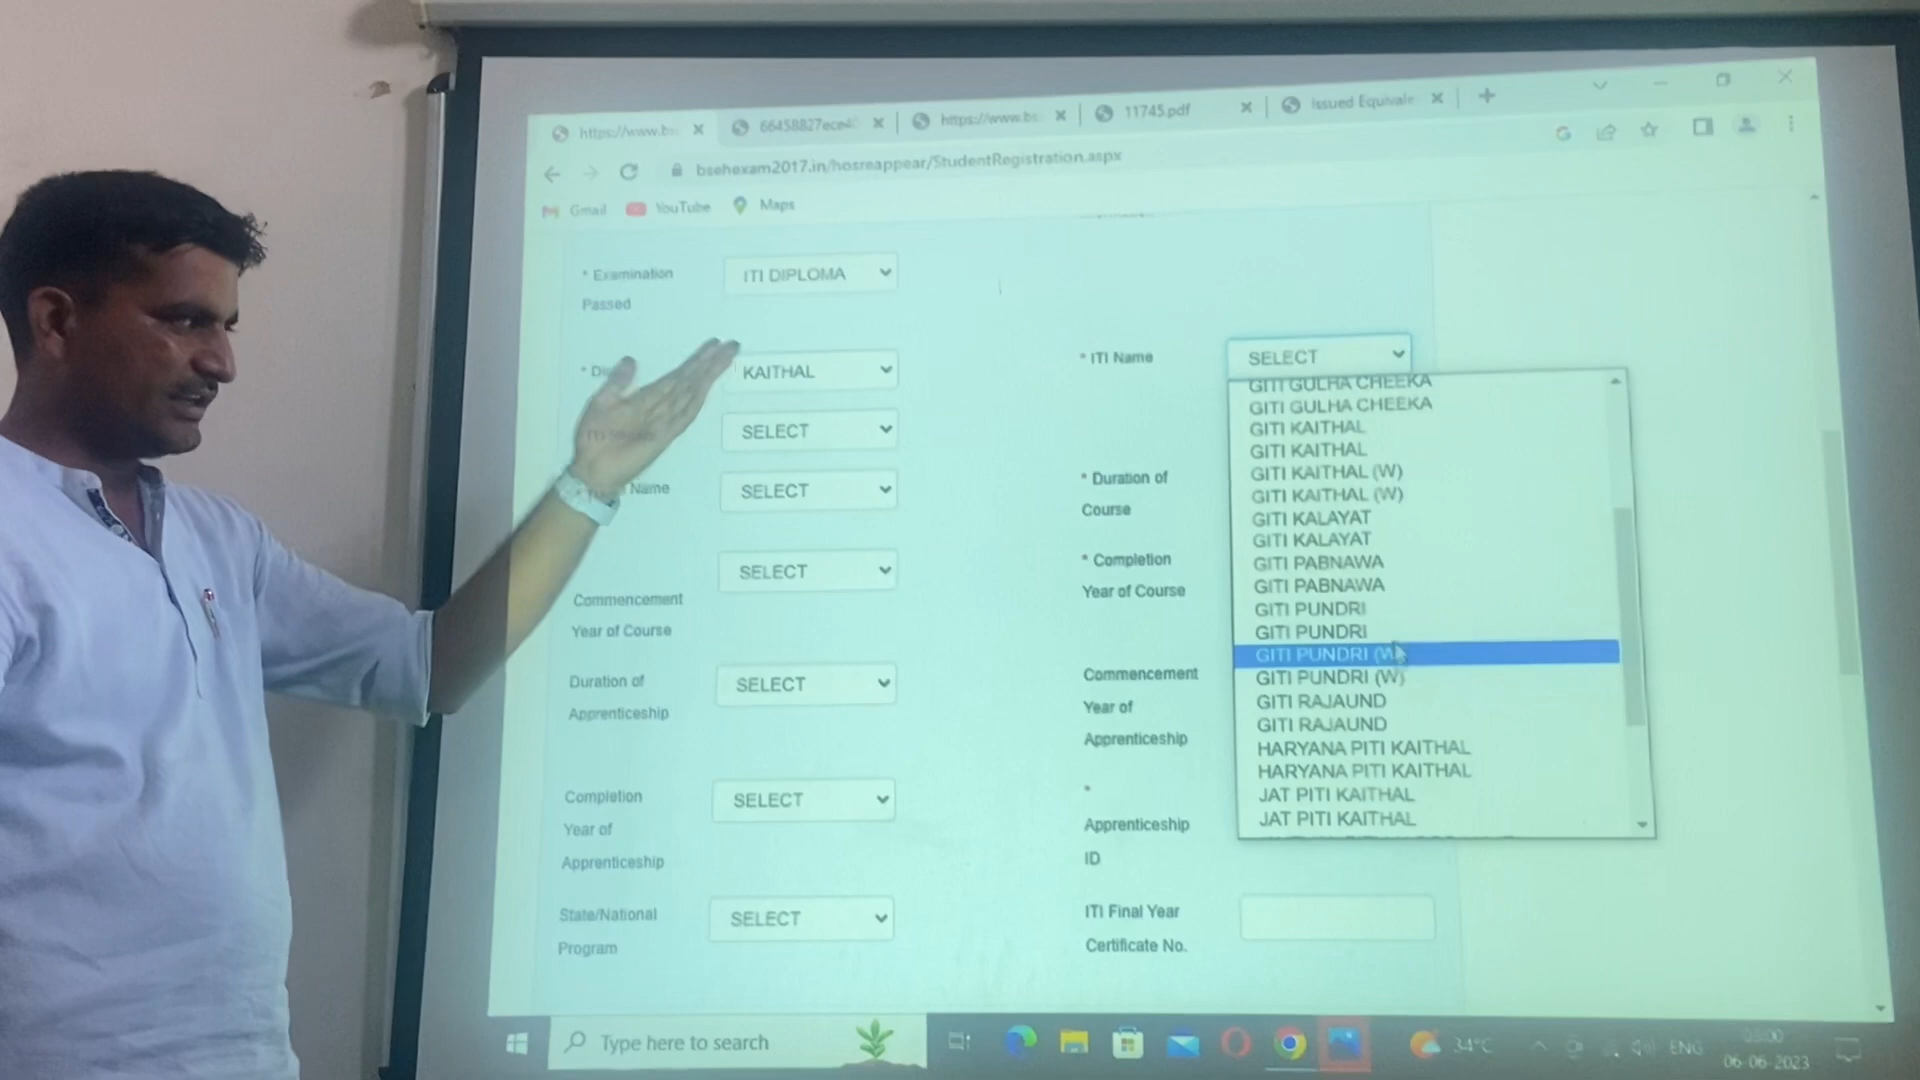 https://www.bs
66458827ece4
https://www.bs
11745.pdf
Issued Equivale
bsehexam2017.in/hosreappear/StudentRegistration.aspx
Gmail
YouTube
Maps
* Examination
Passed
ITI DIPLOMA
KAITHAL
* ITI Name
SELECT
GITI GULHA CHEEKA
GITI GULHA CHEEKA
GITI KAITHAL
GITI KAITHAL
GITI KAITHAL (W)
GITI KAITHAL (W)
GITI KALAYAT
GITI KALAYAT
GITI PABNAWA
GITI PABNAWA
GITI PUNDRI
GITI PUNDRI
GITI PUNDRI (W)
GITI PUNDRI (W)
GITI RAJAUND
GITI RAJAUND
HARYANA PITI KAITHAL
HARYANA PITI KAITHAL
JAT PITI KAITHAL
JAT PITI KAITHAL
SELECT
Name
SELECT
* Duration of
Course
SELECT
Commencement
Year of Course
* Completion
Year of Course
Duration of
Apprenticeship
SELECT
Commencement
Year of
Apprenticeship
Completion
Year of
Apprenticeship
SELECT
*
Apprenticeship
ID
State/National
Program
SELECT
ITI Final Year
Certificate No.
Type here to search
34°C
ENG
03:00
06-06-2023